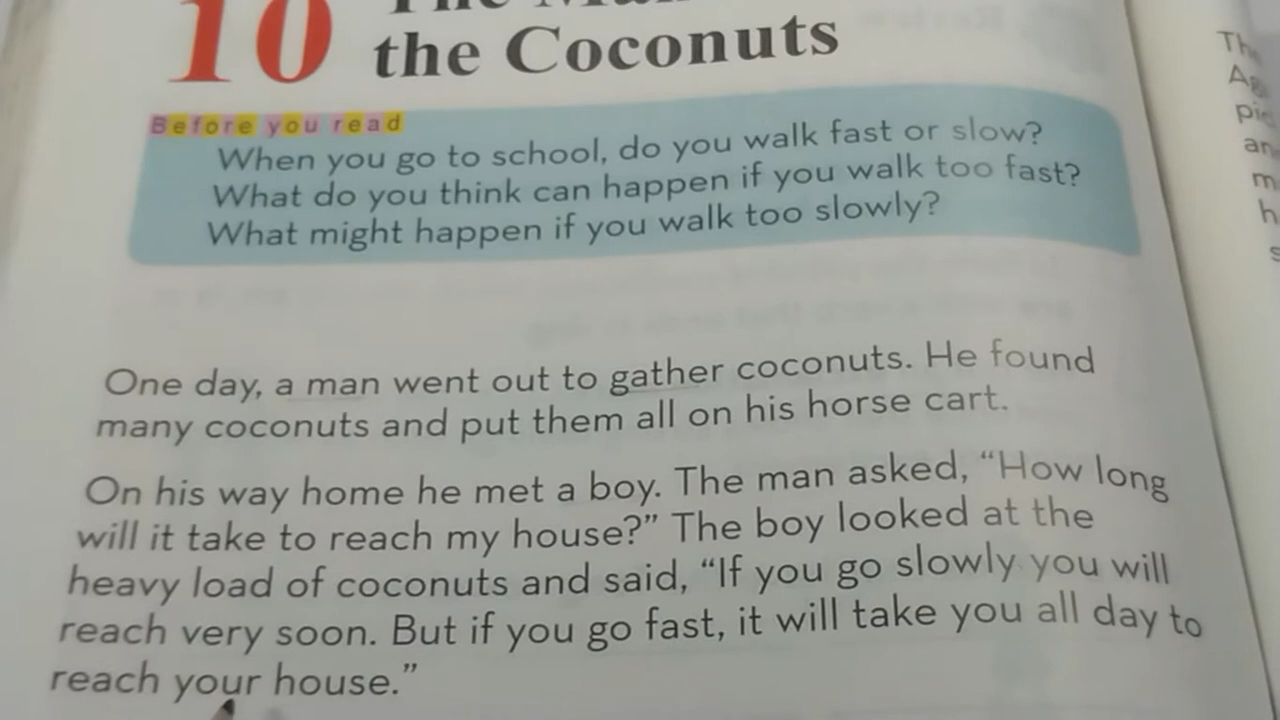 10
the Coconuts
Before you read
When you go to school, do you walk fast or slow?
What do you think can happen if you walk too fast?
What might happen if you walk too slowly?
One day, a man went out to gather coconuts. He found
many coconuts and put them all on his horse cart.
On his way home he met a boy. The man asked, “How long
will it take to reach my house?” The boy looked at the
heavy load of coconuts and said, “If you go slowly you will
reach very soon. But if you go fast, it will take you all day to
reach your house.”